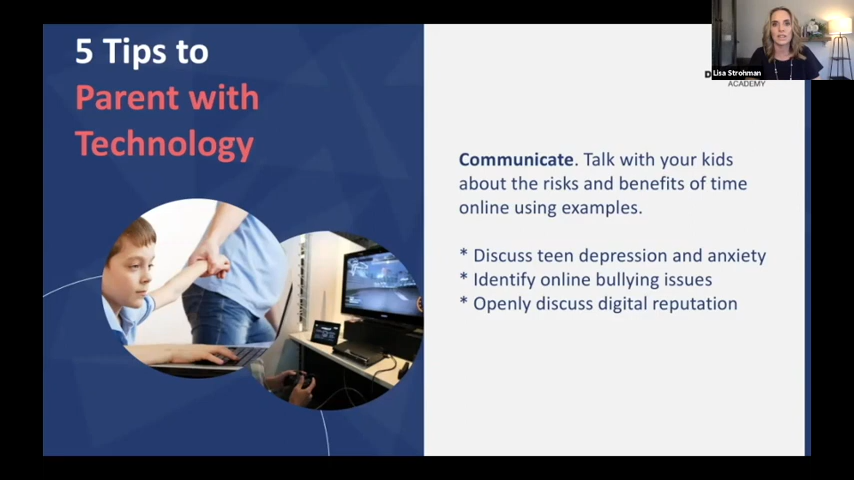 5 Tips to
Parent with
Technology
Lisa Strohman
ACADEMY
Communicate. Talk with your kids
about the risks and benefits of time
online using examples.
* Discuss teen depression and anxiety
* Identify online bullying issues
* Openly discuss digital reputation